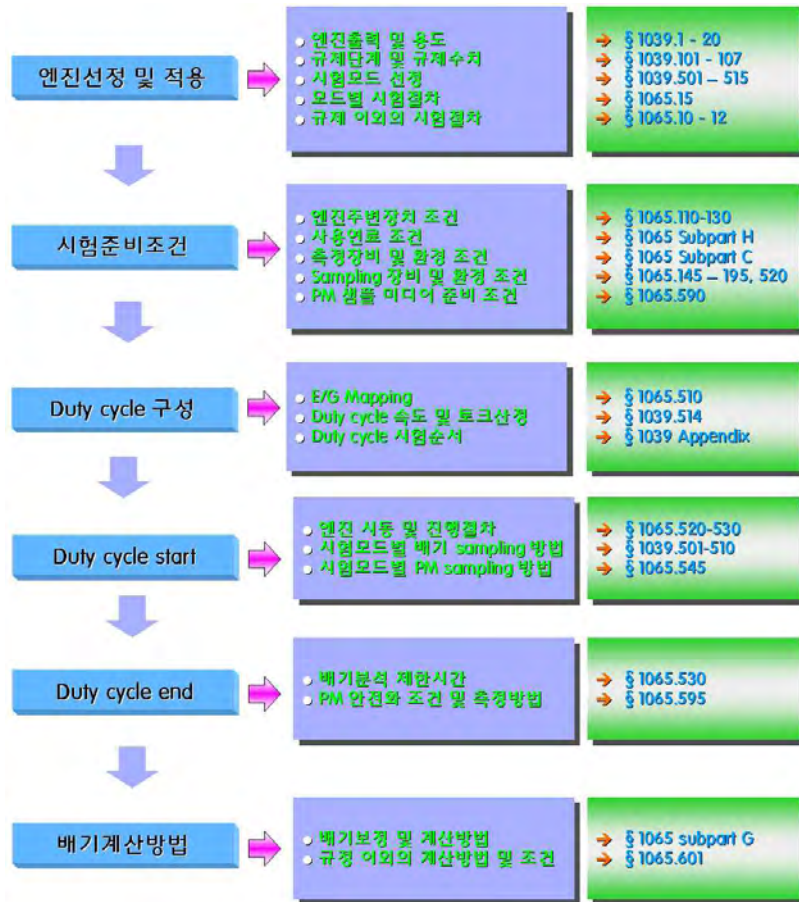 엔진선정 및 적용
엔진출력 및 용도
규제단계 및 규제수치
시험모드 선정
모드별 시험절차
규제 이외의 시험절차
§ 1039.1 - 20
§ 1039.101 - 107
§ 1039.501 – 515
§ 1065.15
§ 1065.10 - 12
시험준비조건
엔진주변장치 조건
사용연료 조건
측정장비 및 환경 조건
Sampling 장비 및 환경 조건
PM 샘플 미디어 준비 조건
§ 1065.110-130
§ 1065 Subpart H
§ 1065 Subpart C
§ 1065.145 – 195, 520
§ 1065.590
Duty cycle 구성
E/G Mapping
Duty cycle 속도 및 토크산정
Duty cycle 시험순서
§ 1065.510
§ 1039.514
§ 1039 Appendix
Duty cycle start
엔진 시동 및 진행절차
시험모드별 배기 sampling 방법
시험모드별 PM sampling 방법
§ 1065.520-530
§ 1039.501-510
§ 1065.545
Duty cycle end
배기분석 제한시간
PM 안전화 조건 및 측정방법
§ 1065.530
§ 1065.595
배기계산방법
배기보정 및 계산방법
규정 이외의 계산방법 및 조건
§ 1065 subpart G
§ 1065.601